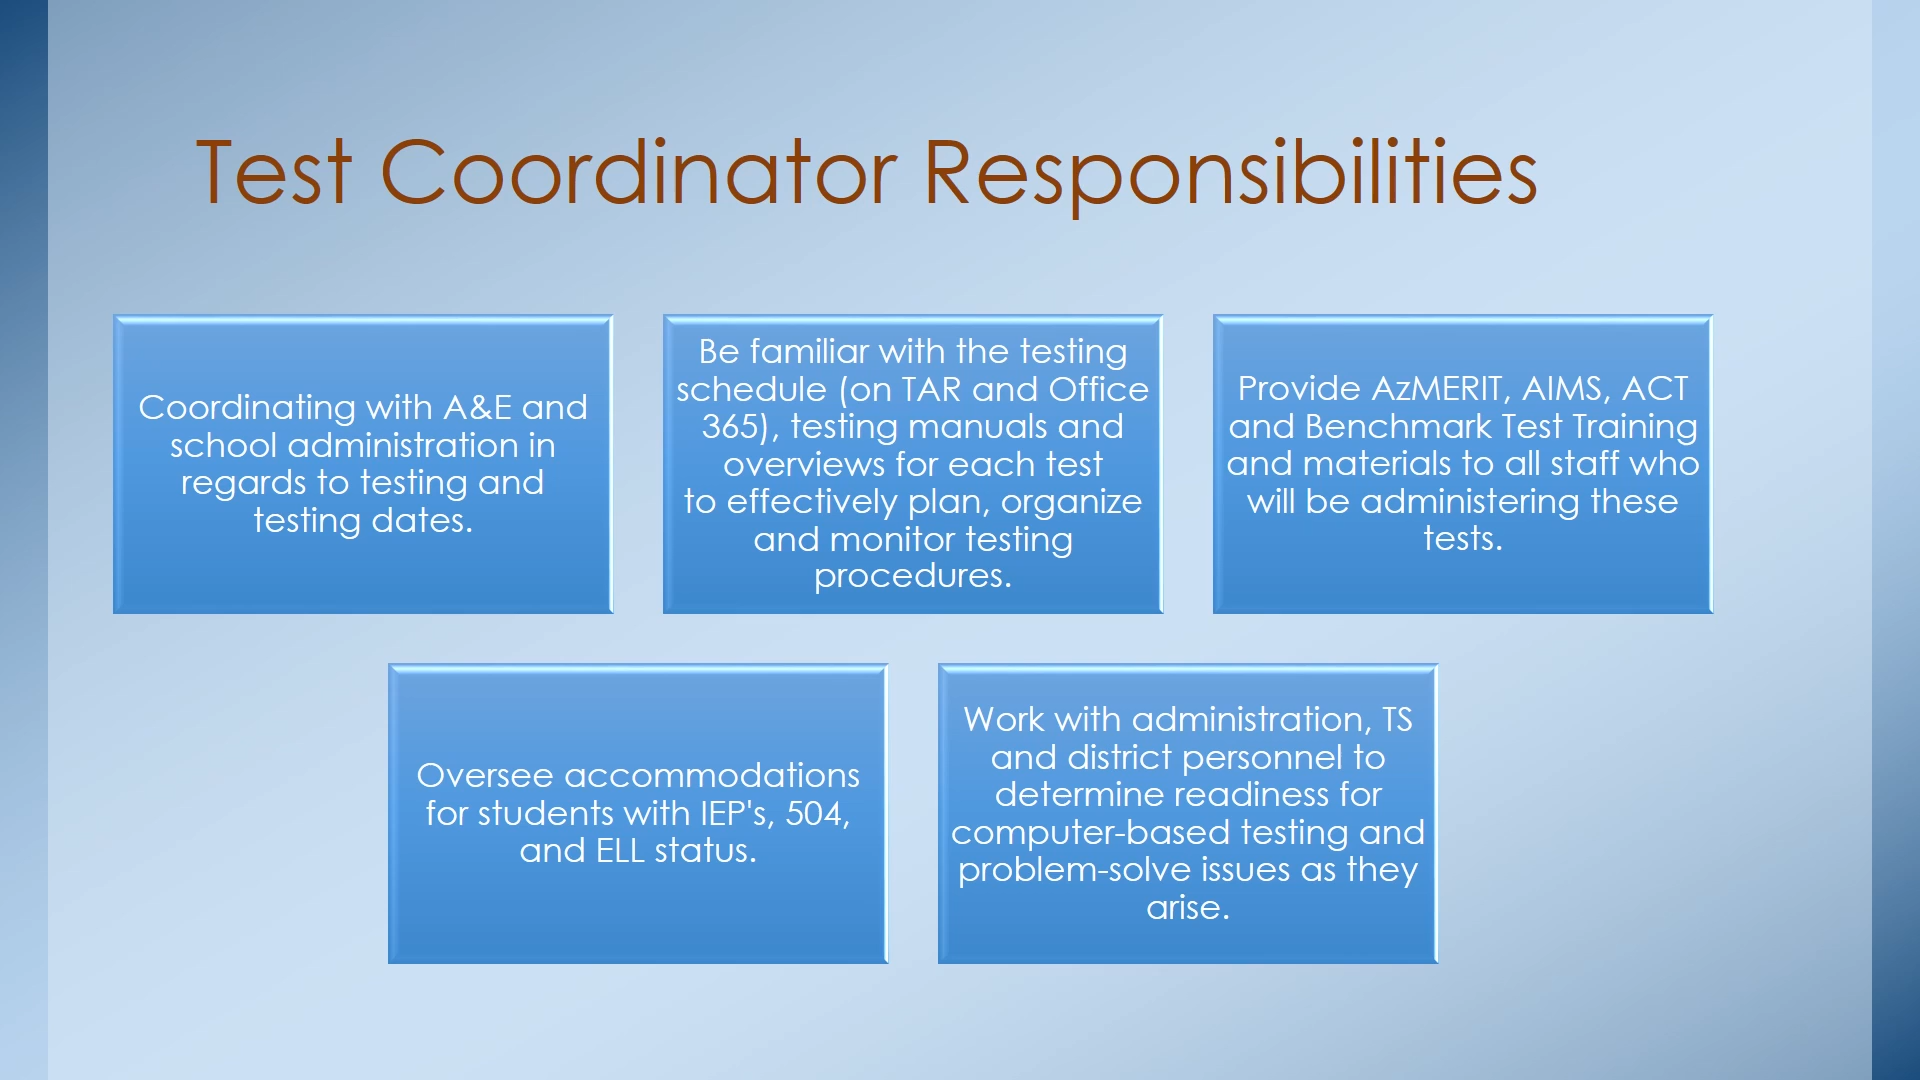 Test Coordinator Responsibilities
Coordinating with A&E and
school administration in
regards to testing and
testing dates.
Be familiar with the testing
schedule (on TAR and Office
365), testing manuals and
overviews for each test
to effectively plan, organize
and monitor testing
procedures.
Provide AzMERIT, AIMS, ACT
and Benchmark Test Training
and materials to all staff who
will be administering these
tests.
Oversee accommodations
for students with IEP's, 504,
and ELL status.
Work with administration, TS
and district personnel to
determine readiness for
computer-based testing and
problem-solve issues as they
arise.